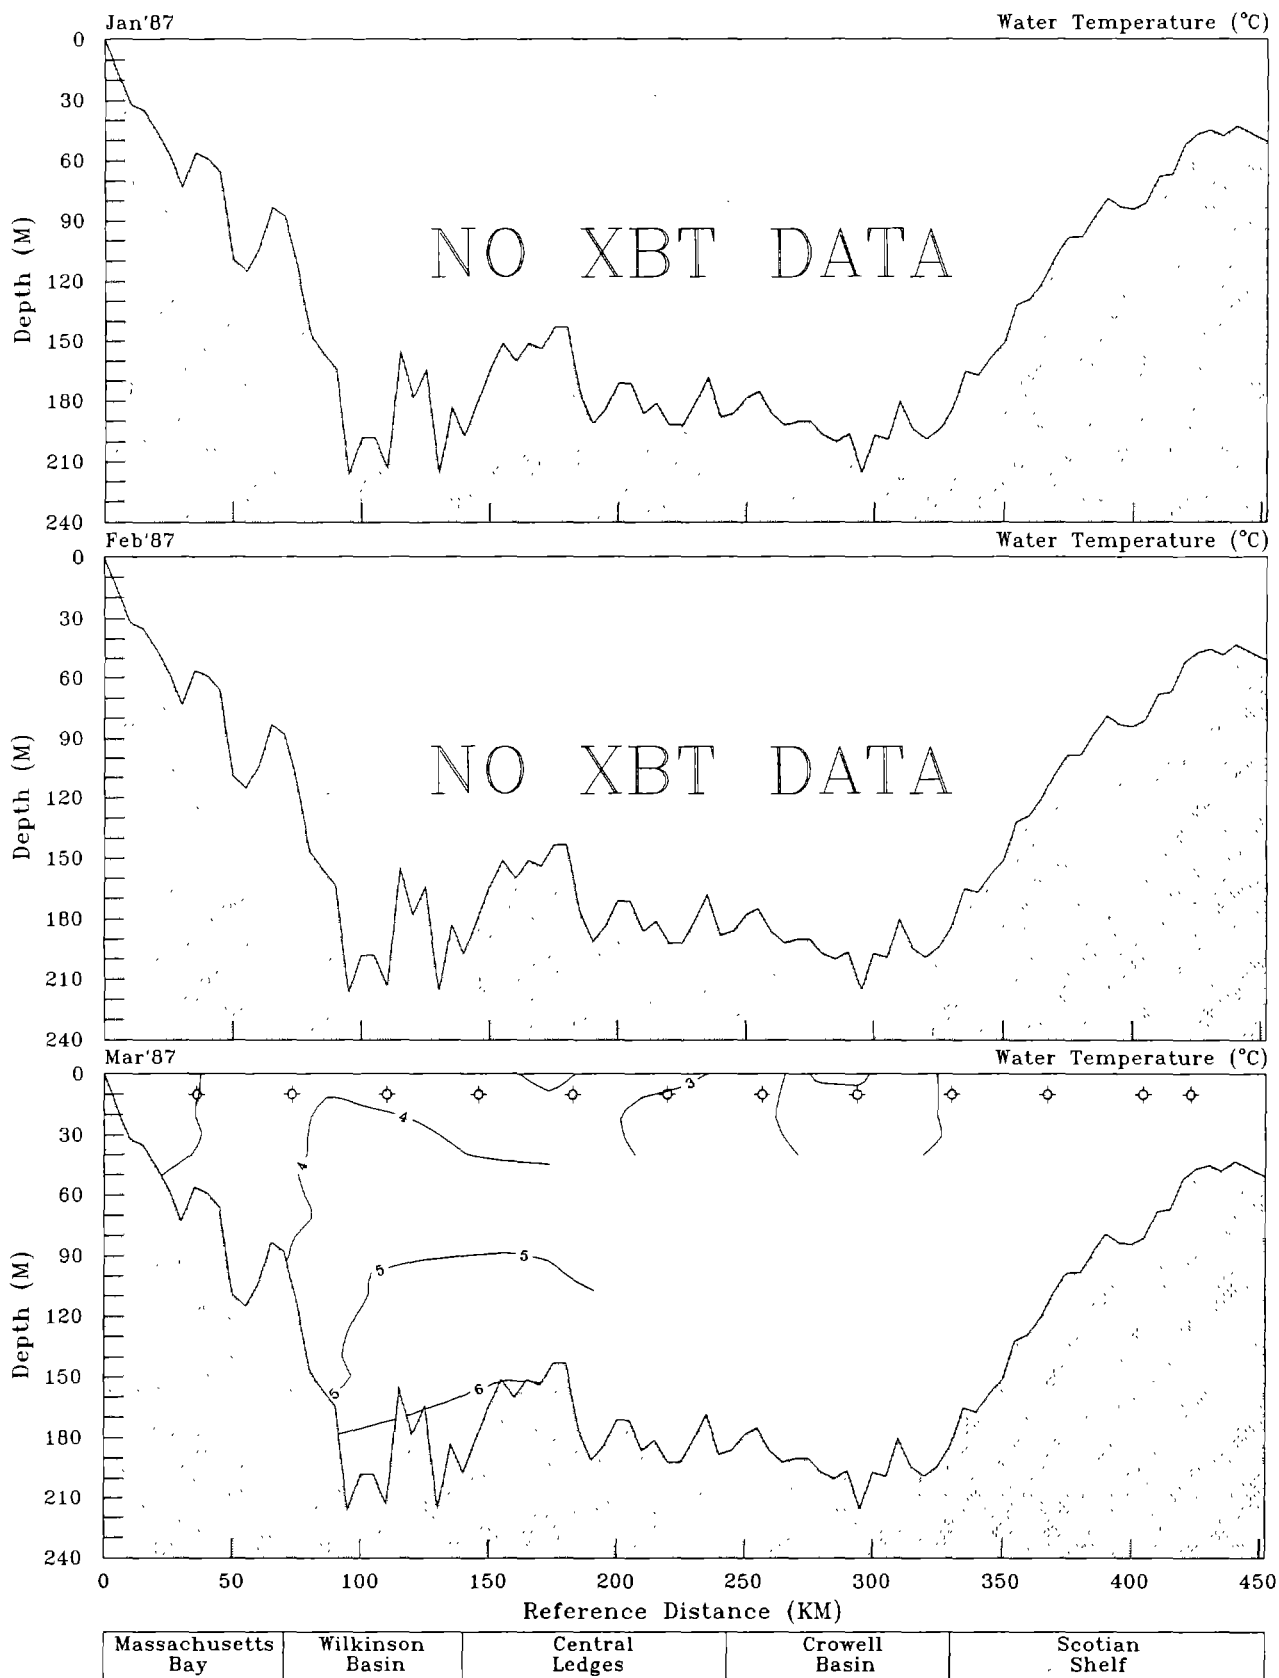 Jan'87 Water Temperature (°C)
0
30
60
90
120
150
180
210
240
Depth (M)
NO XBT DATA
Feb'87 Water Temperature (°C)
0
30
60
90
120
150
180
210
240
Depth (M)
NO XBT DATA
Mar'87 Water Temperature (°C)
0
30
60
90
120
150
180
210
240
Depth (M)
3
4
4
5
5
5
6
0 50 100 150 200 250 300 350 400 450
Reference Distance (KM)
Massachusetts Bay
Wilkinson Basin
Central Ledges
Crowell Basin
Scotian Shelf